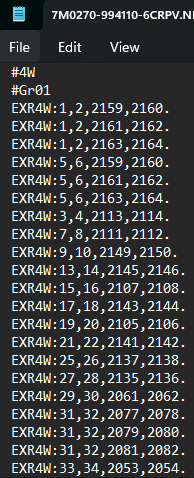 7M0270-994110-6CRPV.N
File Edit View
#4W
#Gr01
EXR4W:1,2,2159,2160.
EXR4W:1,2,2161,2162.
EXR4W:1,2,2163,2164.
EXR4W:5,6,2159,2160.
EXR4W:5,6,2161,2162.
EXR4W:5,6,2163,2164.
EXR4W:3,4,2113,2114.
EXR4W:7,8,2111,2112.
EXR4W:9,10,2149,2150.
EXR4W:13,14,2145,2146.
EXR4W:15,16,2107,2108.
EXR4W:17,18,2143,2144.
EXR4W:19,20,2105,2106.
EXR4W:21,22,2141,2142.
EXR4W:25,26,2137,2138.
EXR4W:27,28,2135,2136.
EXR4W:29,30,2061,2062.
EXR4W:31,32,2077,2078.
EXR4W:31,32,2079,2080.
EXR4W:31,32,2081,2082.
EXR4W:33,34,2053,2054.